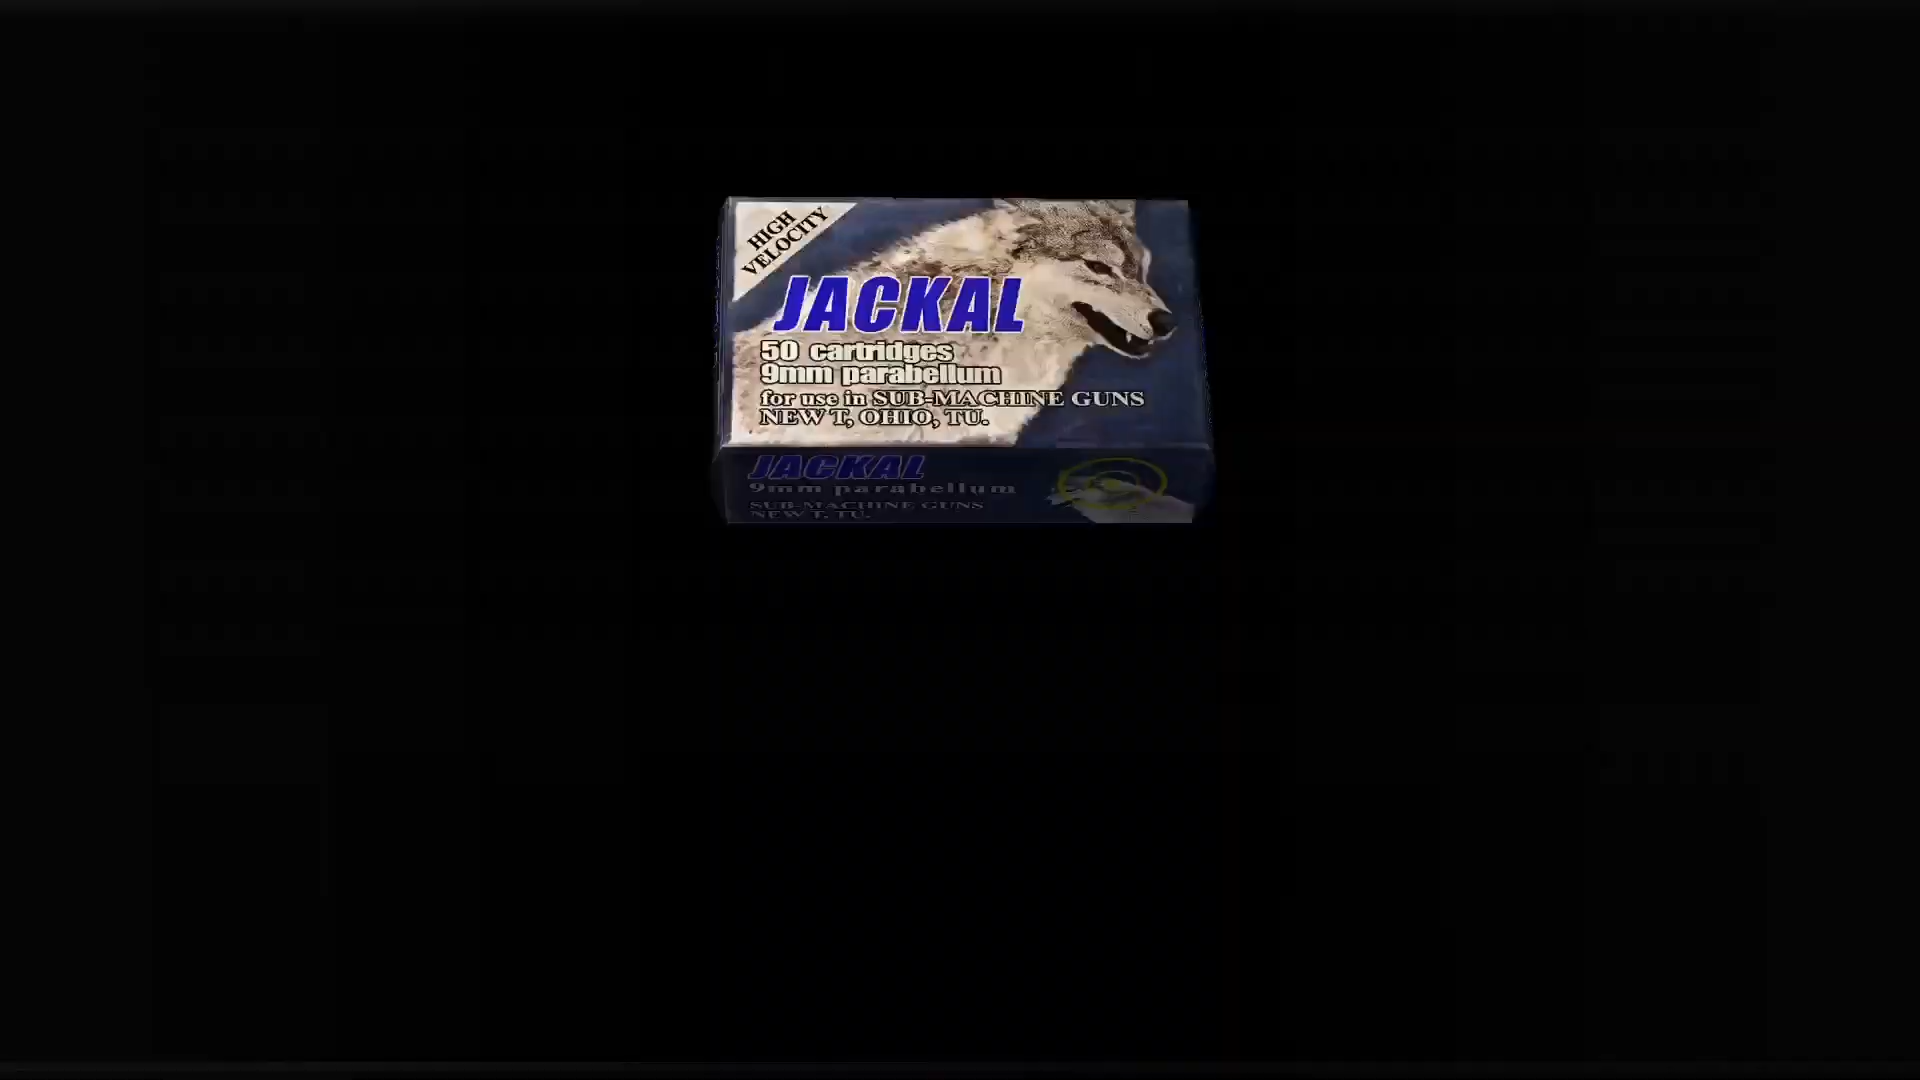 HIGH
VELOCITY
JACKAL
50 cartridges
9mm parabellum
for use in SUB-MACHINE GUNS
NEW T, OHIO, TU.
JACKAL
9mm parabellum
SUB-MACHINE GUNS
NEW T. TU.